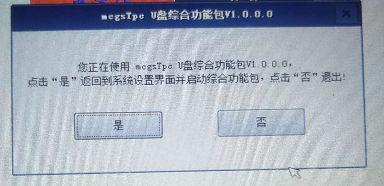 mcgsTpc U盘综合功能包V1.0.0.0
您正在使用 mcgsTpc U盘综合功能包V1.0.0.0,
点击“是”返回到系统设置界面并启动综合功能包, 点击“否”退出!
是
否